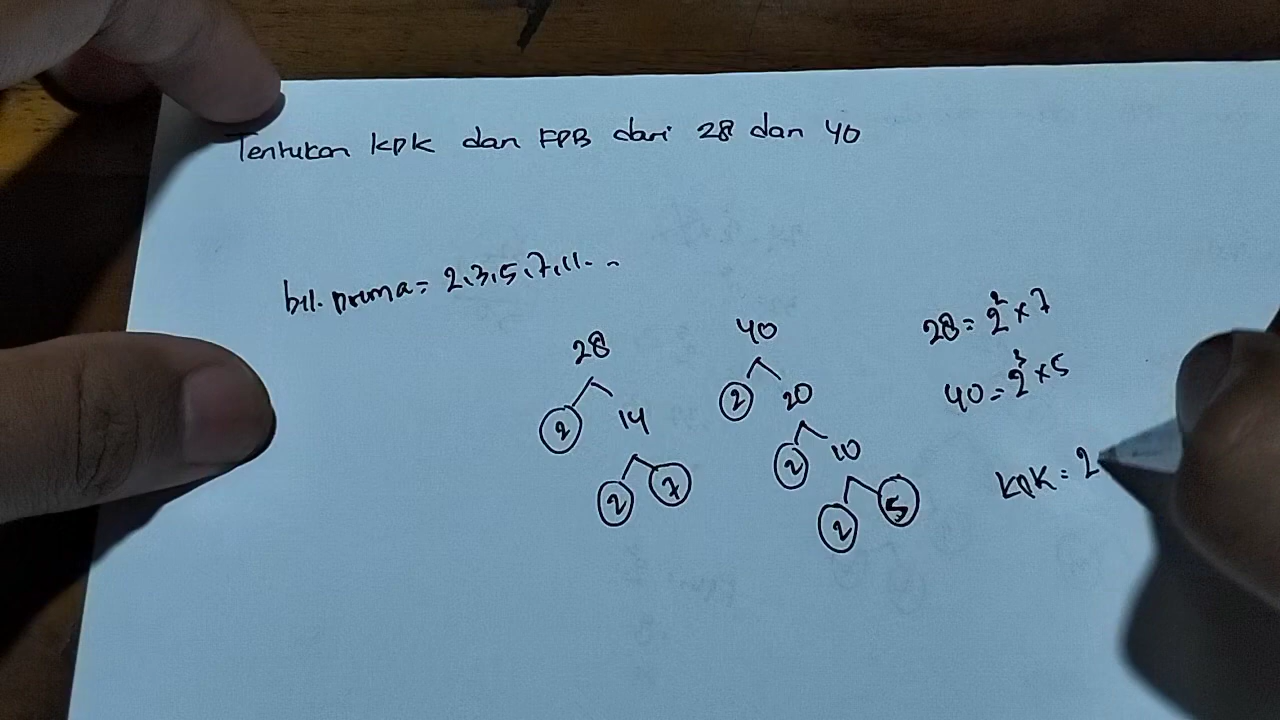 Tentukan KPK dan FPB dari 28 dan 40
bil. prima = 2,3,5,7,11...
28
2 14
2 7
40
2 20
2 10
2 5
28 = 2² × 7
40 = 2³ × 5
KPK = 2